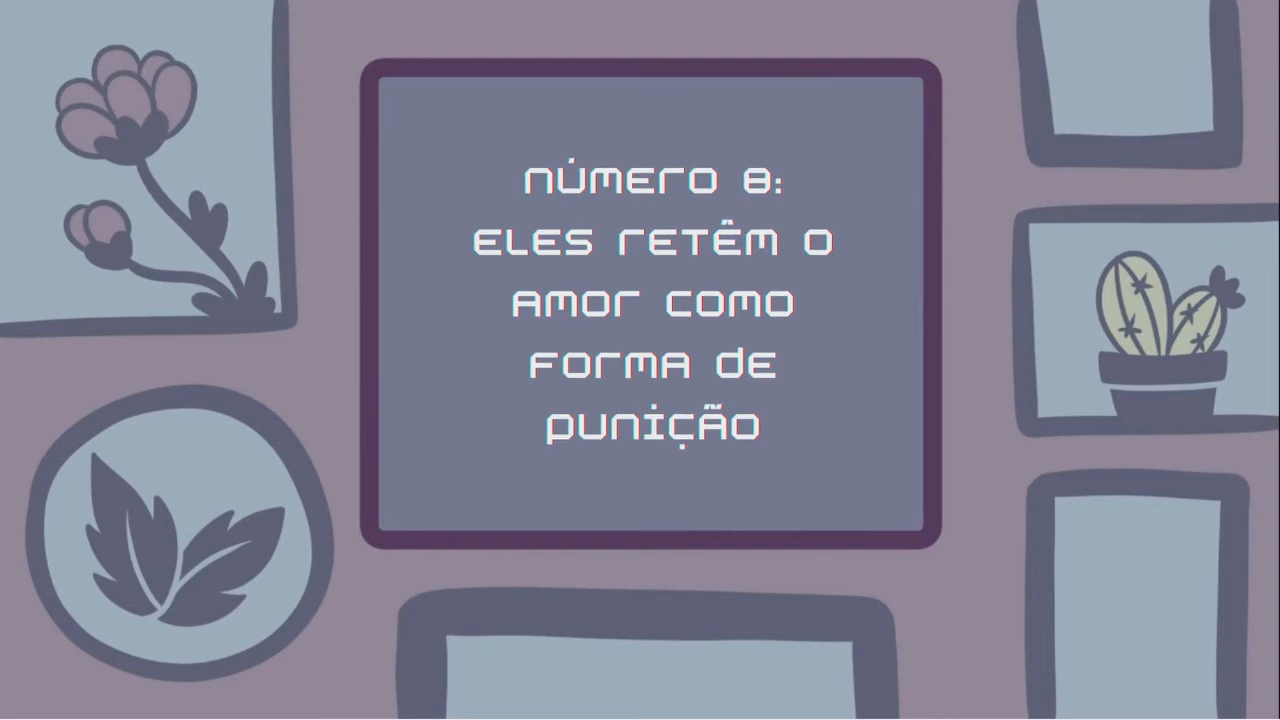 NÚMERO 8:
ELES RETÊM O
AMOR COMO
FORMA DE
PUNIÇÃO